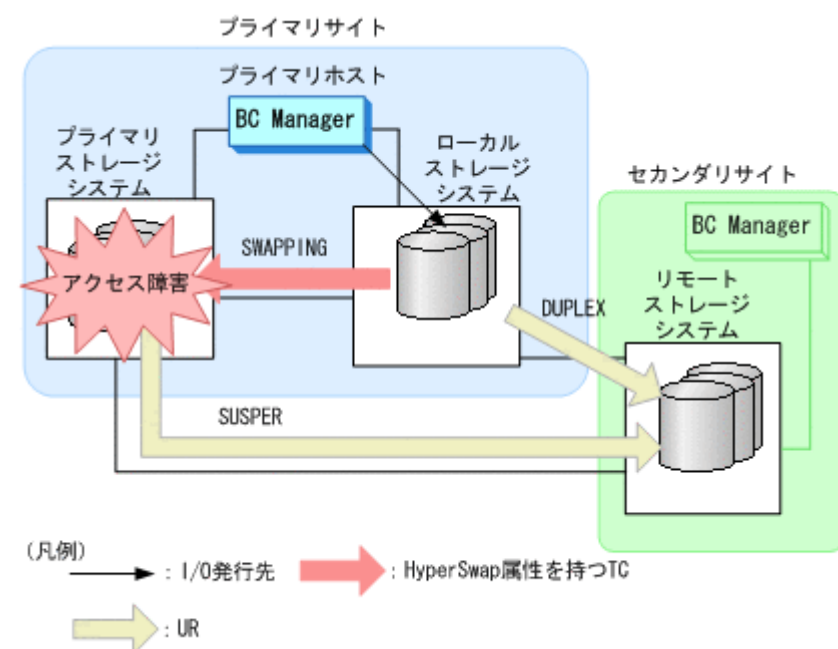 プライマリサイト
プライマリホスト
BC Manager
プライマリ
ストレージ
システム
ローカル
ストレージ
システム
セカンダリサイト
BC Manager
SWAPPING
アクセス障害
リモート
ストレージ
システム
DUPLEX
SUSPER
(凡例)
: I/O発行先
: HyperSwap属性を持つTC
: UR